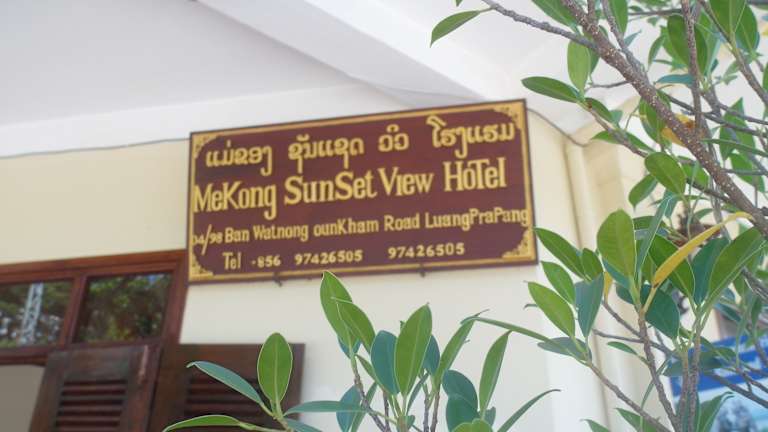 ແມ່ຂອງ ຊັນແຊດ ວິວ ໂຮງແຮມ
MeKong SunSet View HoTel
04/98 Ban Watnong ounKham Road LuangPraPang
Tel +856 97426505 97426505